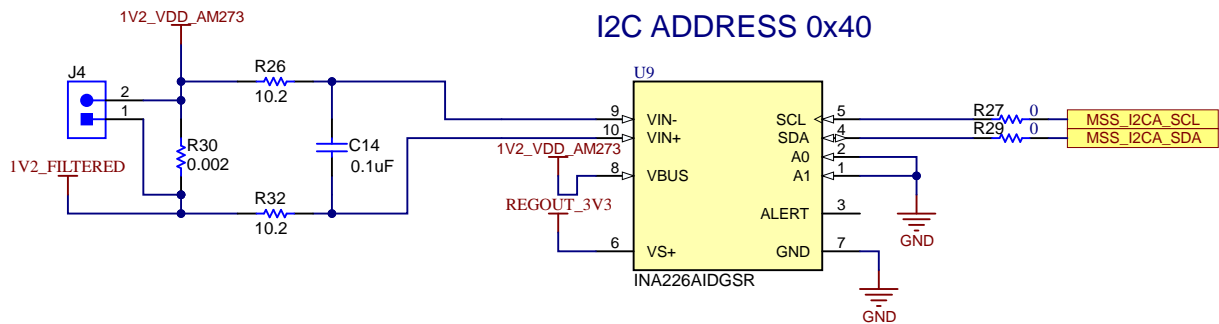 1V2_VDD_AM273
I2C ADDRESS 0x40
J4
2
1
R26
10.2
R30
0.002
C14
0.1uF
1V2_FILTERED
R32
10.2
1V2_VDD_AM273
REGOUT_3V3
U9
9 VIN-
10 VIN+
8 VBUS
6 VS+
SCL 5
SDA 4
A0 2
A1 1
ALERT 3
GND 7
INA226AIDGSR
R27 0
R29 0
MSS_I2CA_SCL
MSS_I2CA_SDA
GND
GND